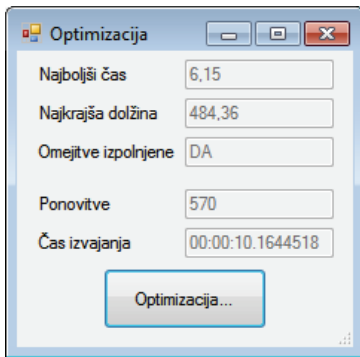 Optimizacija
Najboljši čas 6,15
Najkrajša dolžina 484,36
Omejitve izpolnjene DA
Ponovitve 570
Čas izvajanja 00:00:10.1644518
Optimizacija...